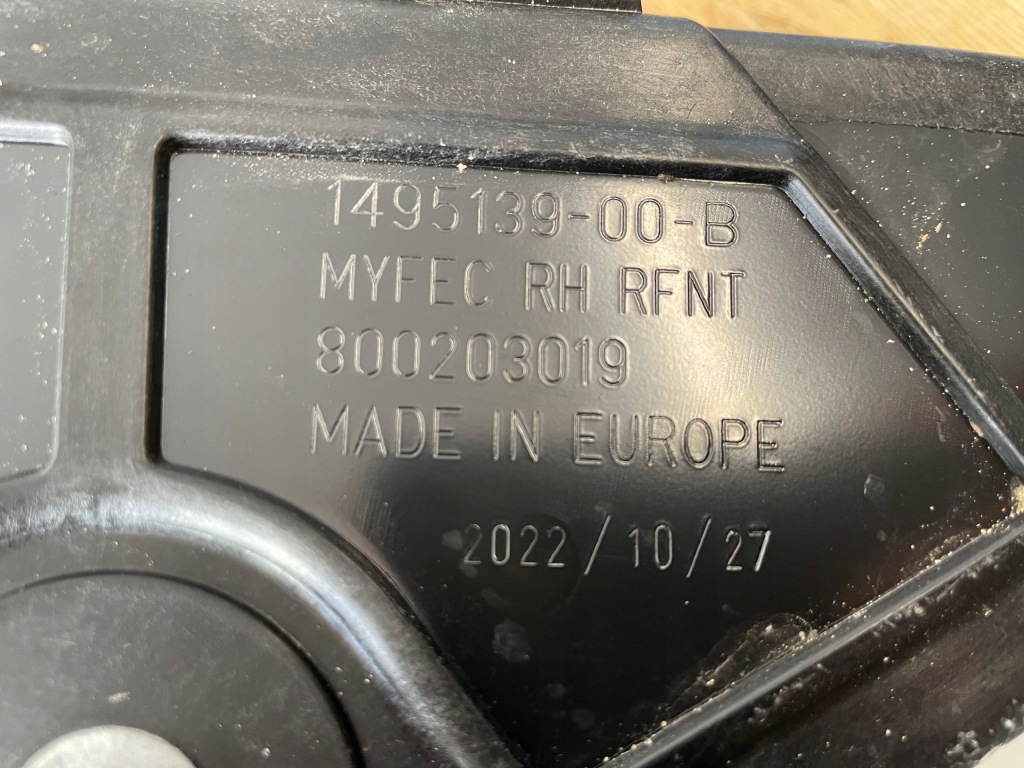 1495139-00-B
MYFEC RH RFNT
800203019
MADE IN EUROPE
2022/10/27